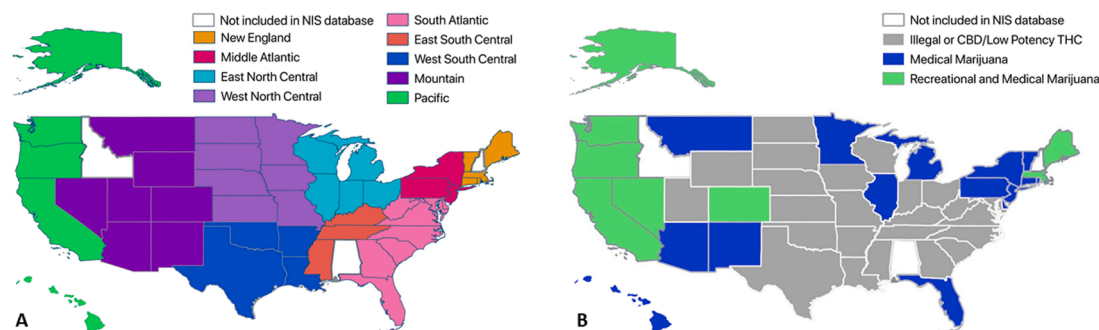 A
Not included in NIS database
New England
Middle Atlantic
East North Central
West North Central
South Atlantic
East South Central
West South Central
Mountain
Pacific
B
Not included in NIS database
Illegal or CBD/Low Potency THC
Medical Marijuana
Recreational and Medical Marijuana